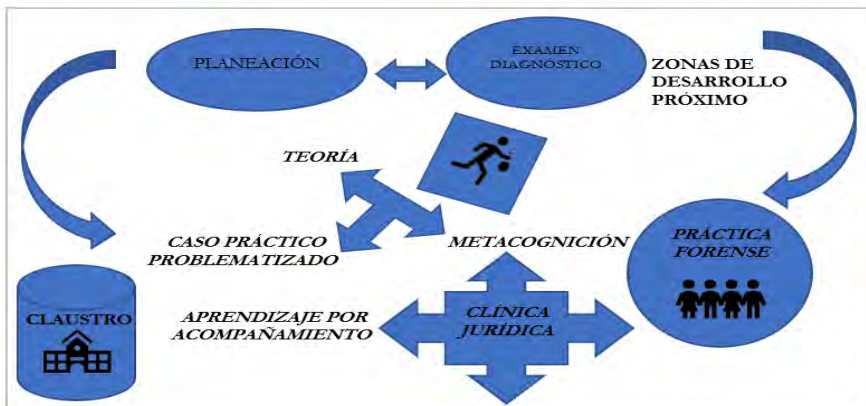 PLANEACIÓN
EXAMEN
DIAGNÓSTICO
ZONAS DE
DESARROLLO
PRÓXIMO
TEORÍA
CASO PRÁCTICO
PROBLEMATIZADO
METACOGNICIÓN
PRÁCTICA
FORENSE
CLAUSTRO
APRENDIZAJE POR
ACOMPAÑAMIENTO
CLÍNICA
JURÍDICA